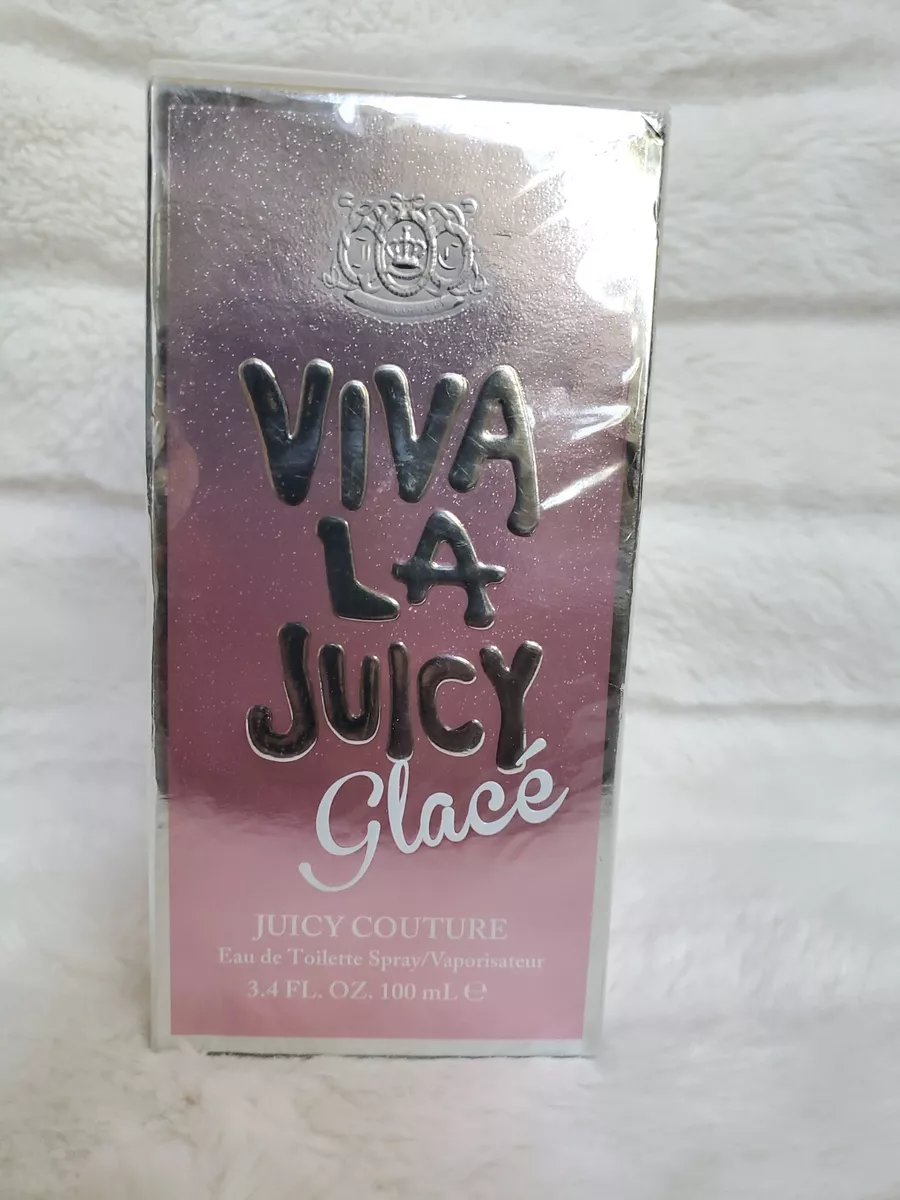 VIVA
LA
JUICY
Glacé
JUICY COUTURE
Eau de Toilette Spray/Vaporisateur
3.4 FL. OZ. 100 mL ℮